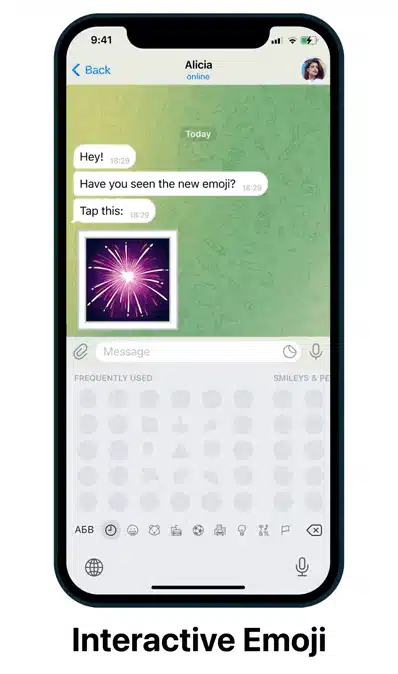 9:41
Back
Alicia
online
Today
Hey! 18:29
Have you seen the new emoji? 18:29
Tap this: 18:29
Message
FREQUENTLY USED SMILEYS & PE
АБВ
Interactive Emoji